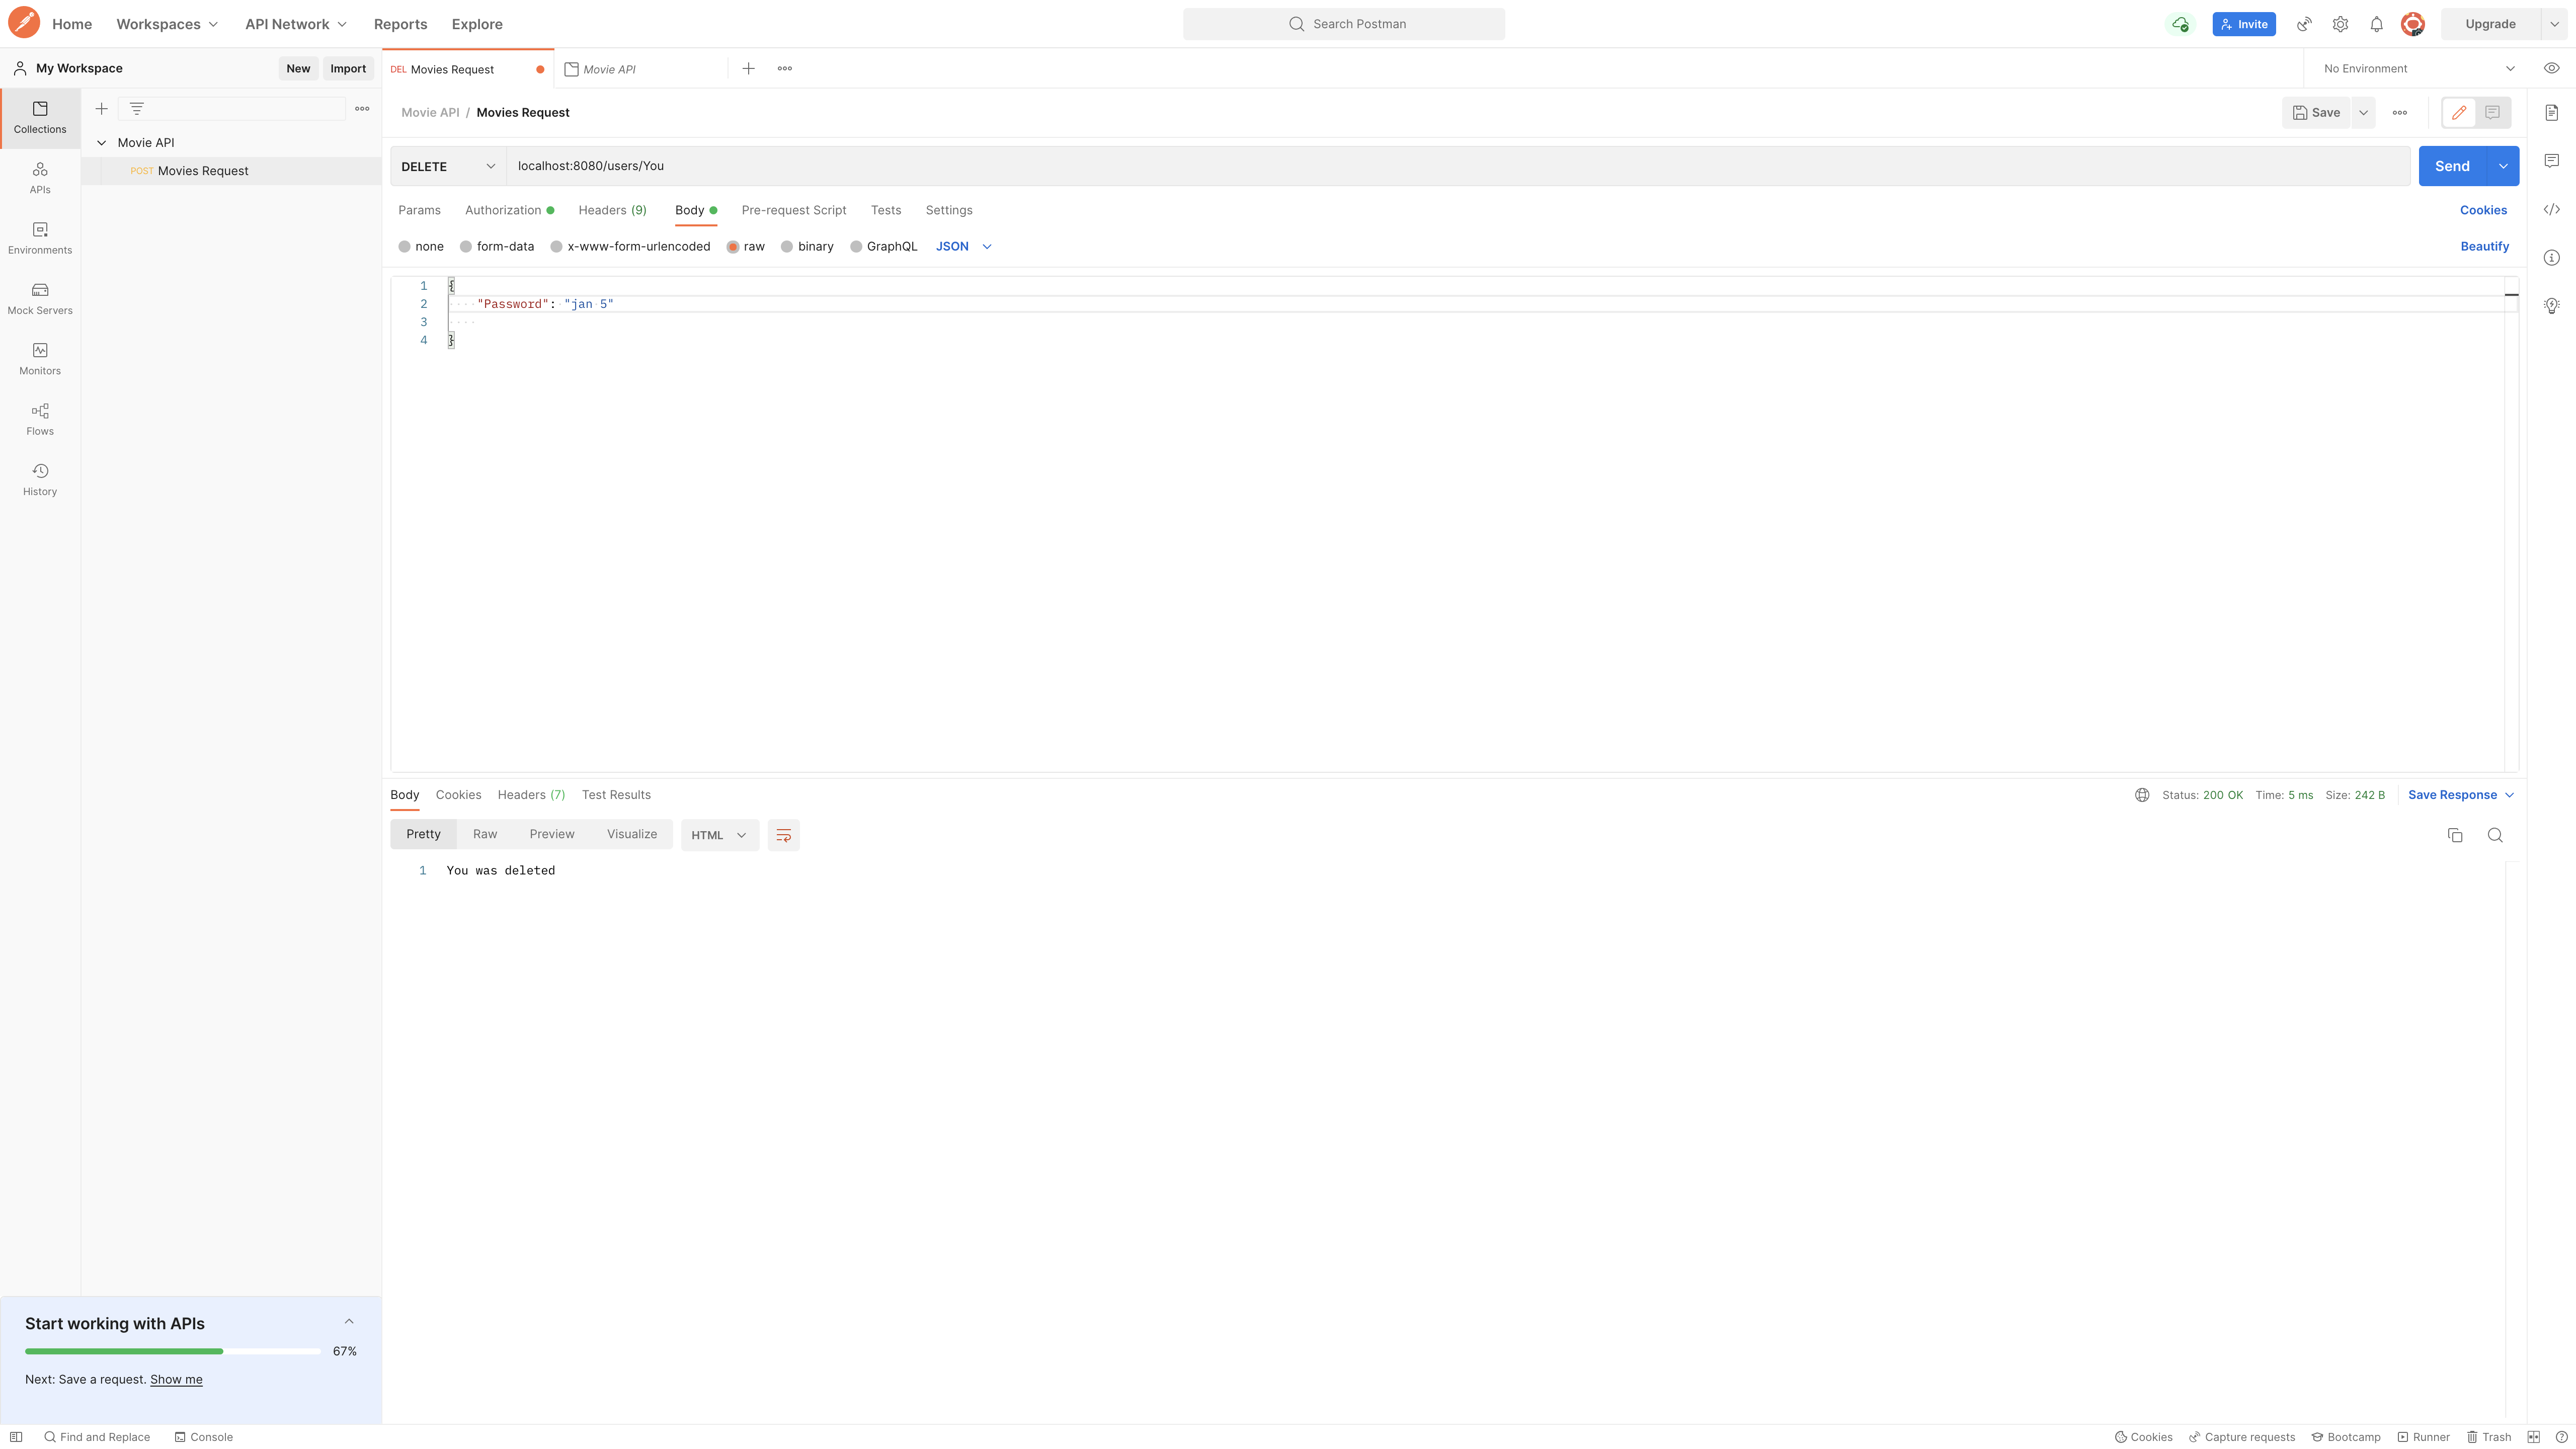 Home Workspaces API Network Reports Explore Search Postman Invite Upgrade
My Workspace New Import DEL Movies Request Movie API No Environment
Collections
Movie API
POST Movies Request
APIs
Environments
Mock Servers
Monitors
Flows
History
Movie API / Movies Request Save
DELETE localhost:8080/users/You Send
Params Authorization Headers (9) Body Pre-request Script Tests Settings Cookies
none form-data x-www-form-urlencoded raw binary GraphQL JSON Beautify
1 {
2 "Password": "jan 5"
3
4 }
Body Cookies Headers (7) Test Results Status: 200 OK Time: 5 ms Size: 242 B Save Response
Pretty Raw Preview Visualize HTML
1 You was deleted
Start working with APIs
67%
Next: Save a request. Show me
Find and Replace Console Cookies Capture requests Bootcamp Runner Trash